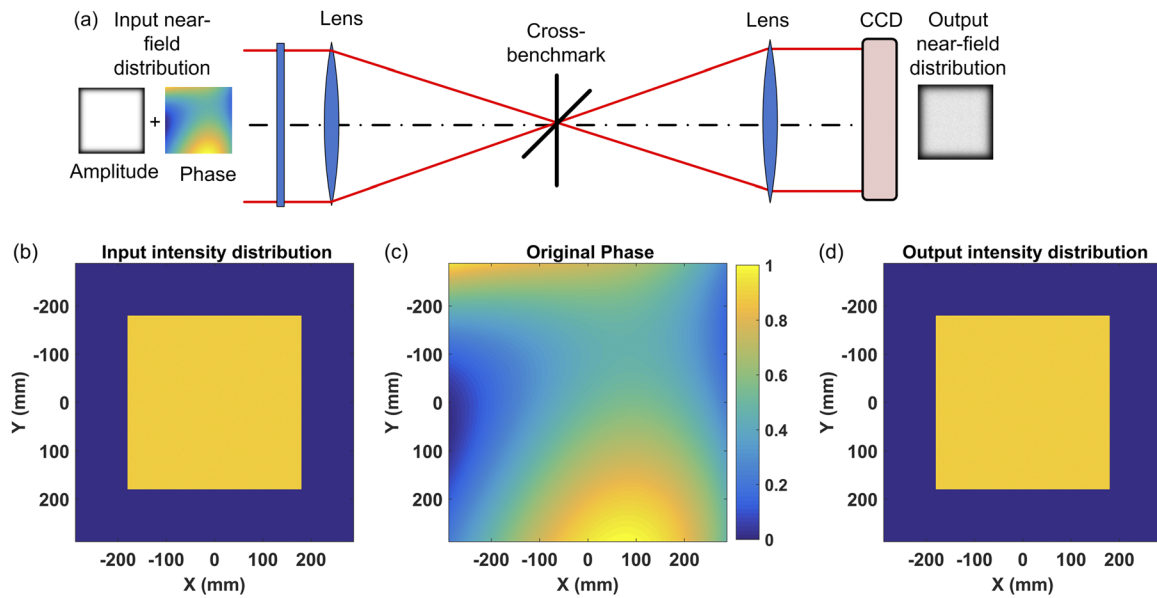 (a)
Input near-
field
distribution
+
Amplitude
Phase
Lens
Cross-
benchmark
Lens
CCD
Output
near-field
distribution
(b)
Input intensity distribution
-200
-100
0
100
200
Y (mm)
-200 -100 0 100 200
X (mm)
(c)
Original Phase
-200
-100
0
100
200
Y (mm)
-200 -100 0 100 200
X (mm)
1
0.8
0.6
0.4
0.2
0
(d)
Output intensity distribution
-200
-100
0
100
200
Y (mm)
-200 -100 0 100 200
X (mm)